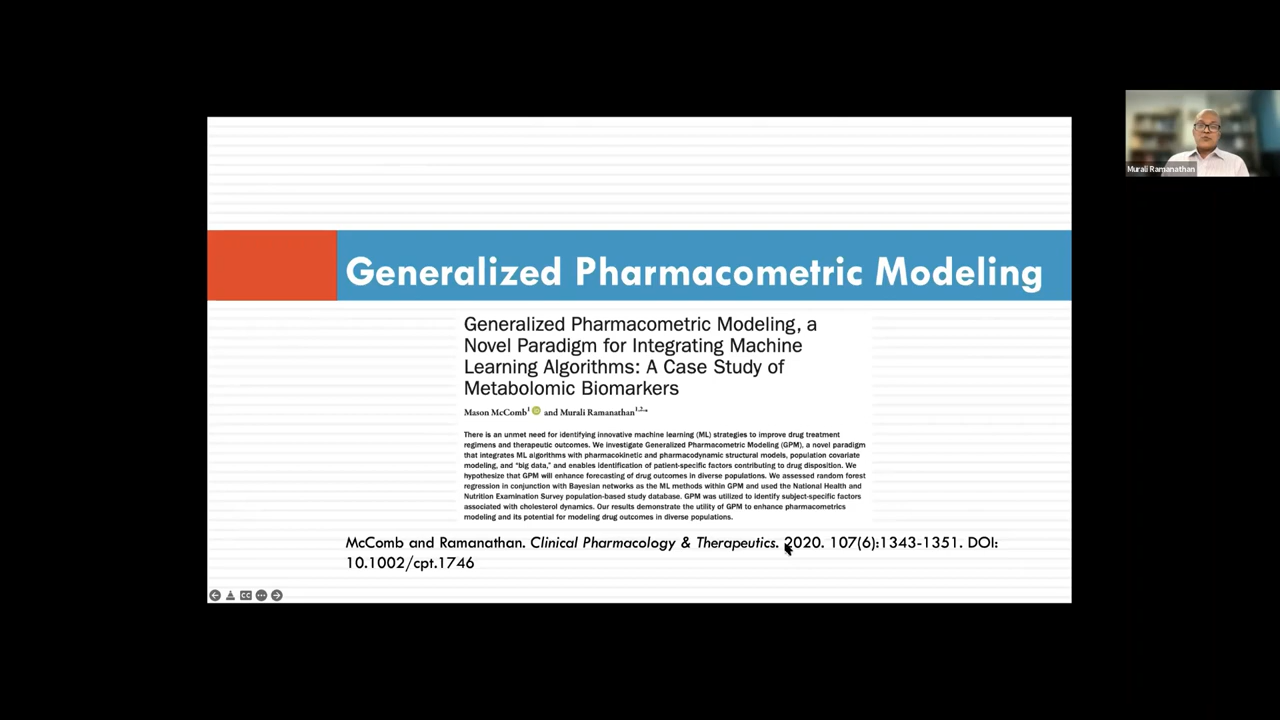 Generalized Pharmacometric Modeling
Generalized Pharmacometric Modeling, a
Novel Paradigm for Integrating Machine
Learning Algorithms: A Case Study of
Metabolomic Biomarkers
Mason McComb1 iD and Murali Ramanathan1,2,*
There is an unmet need for identifying innovative machine learning (ML) strategies to improve drug treatment
regimens and therapeutic outcomes. We investigate Generalized Pharmacometric Modeling (GPM), a novel paradigm
that integrates ML algorithms with pharmacokinetic and pharmacodynamic structural models, population covariate
modeling, and “big data,” and enables identification of patient-specific factors contributing to drug disposition. We
hypothesize that GPM will enhance forecasting of drug outcomes in diverse populations. We assessed random forest
regression in conjunction with Bayesian networks as the ML methods within GPM and used the National Health and
Nutrition Examination Survey population-based study database. GPM was utilized to identify subject-specific factors
associated with cholesterol dynamics. Our results demonstrate the utility of GPM to enhance pharmacometrics
modeling and its potential for modeling drug outcomes in diverse populations.
McComb and Ramanathan. Clinical Pharmacology & Therapeutics. 2020. 107(6):1343-1351. DOI:
10.1002/cpt.1746
CC
Murali Ramanathan